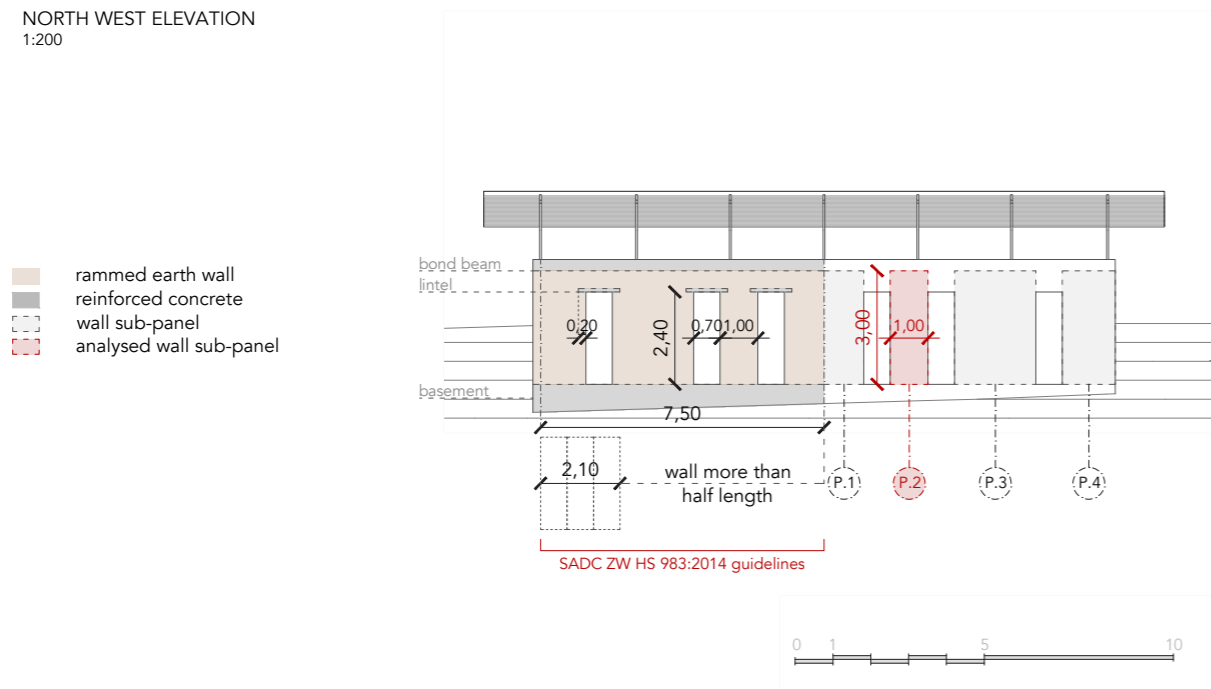 NORTH WEST ELEVATION
1:200
rammed earth wall
reinforced concrete
wall sub-panel
analysed wall sub-panel
bond beam
lintel
basement
0,20
2,40
0,70
1,00
3,00
1,00
7,50
2,10
wall more than
half length
P.1
P.2
P.3
P.4
SADC ZW HS 983:2014 guidelines
0 1 5 10